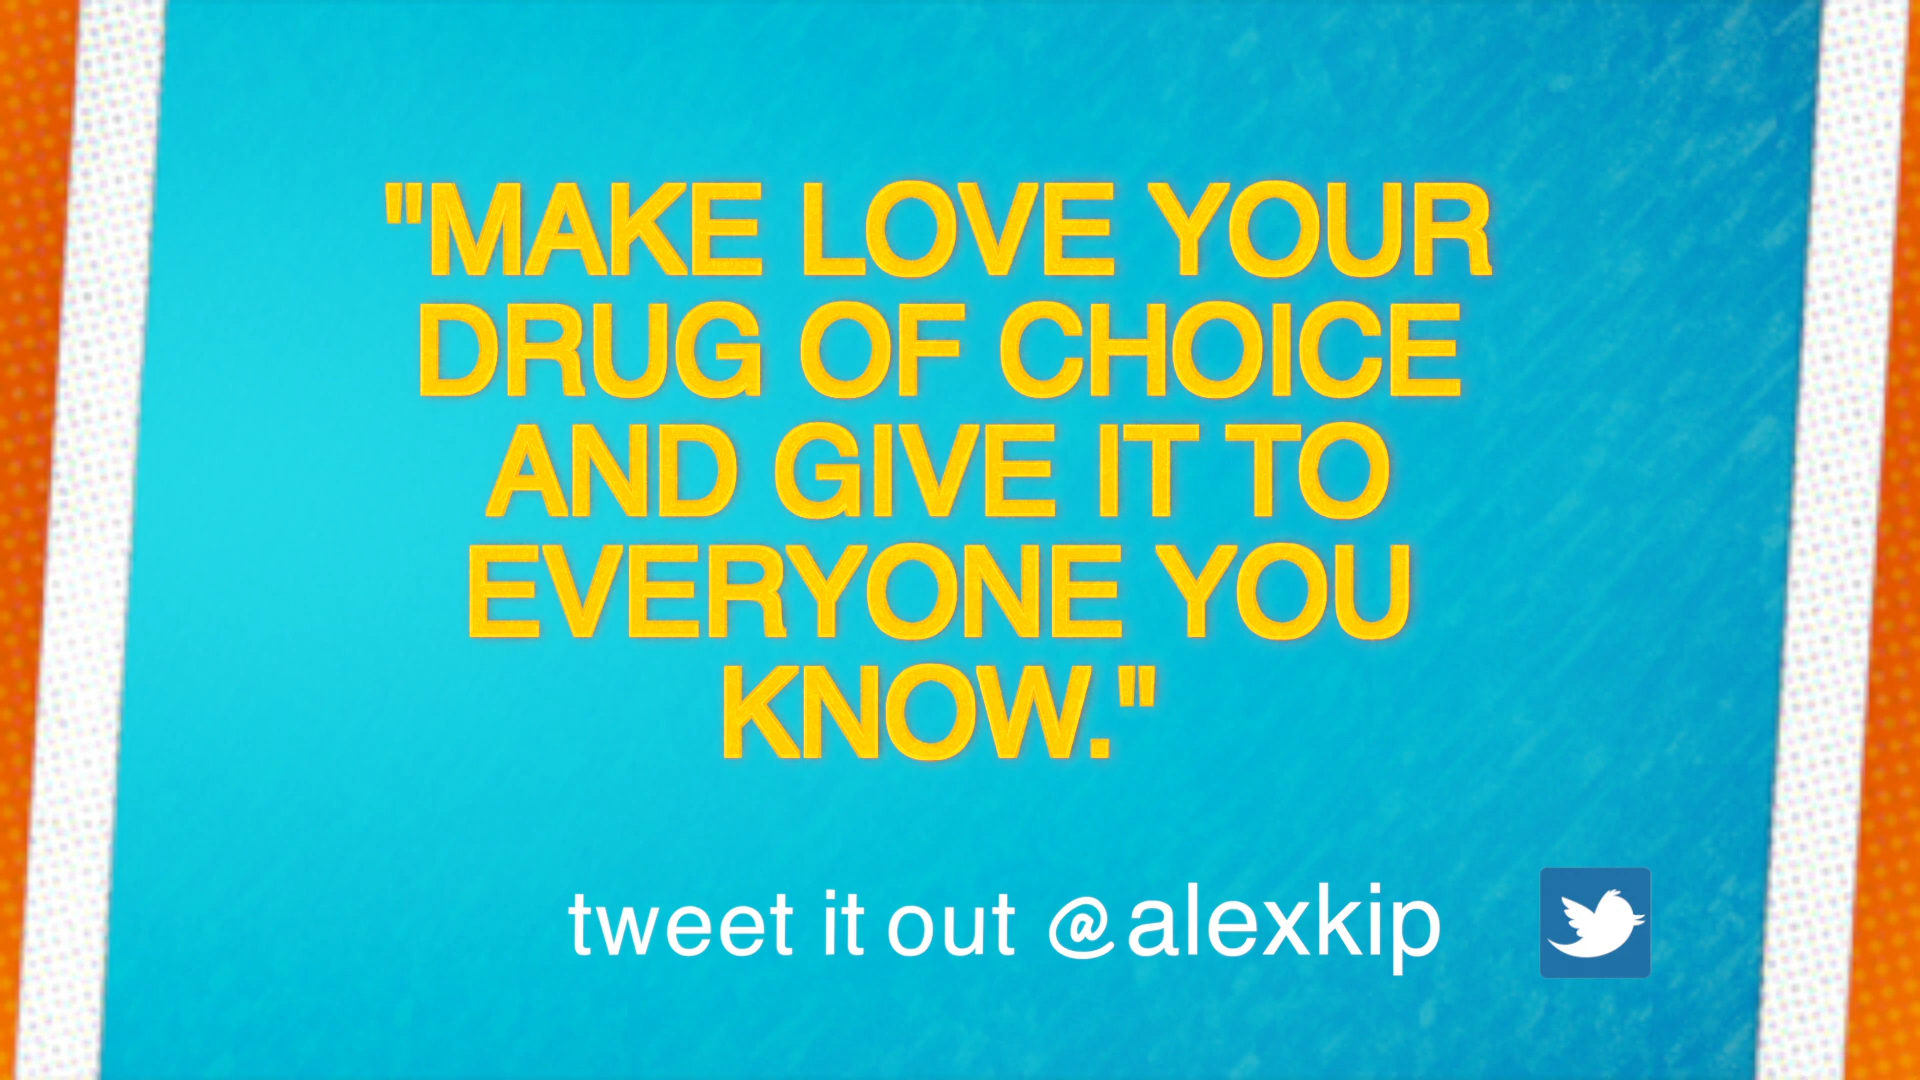 "MAKE LOVE YOUR
DRUG OF CHOICE
AND GIVE IT TO
EVERYONE YOU
KNOW."
tweet it out @alexkip